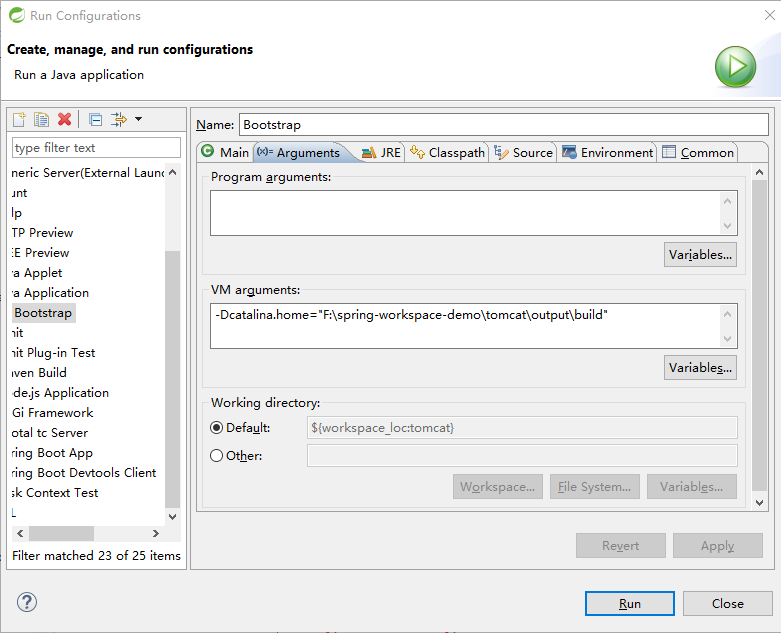 Run Configurations
Create, manage, and run configurations
Run a Java application
type filter text
neric Server(External Launc
unt
lp
TP Preview
EE Preview
va Applet
va Application
Bootstrap
nit
nit Plug-in Test
aven Build
de.js Application
Gi Framework
otal tc Server
ring Boot App
ring Boot Devtools Client
sk Context Test
L
Filter matched 23 of 25 items
Name: Bootstrap
Main (x)= Arguments JRE Classpath Source Environment Common
Program arguments:
Variables...
VM arguments:
-Dcatalina.home="F:\spring-workspace-demo\tomcat\output\build"
Variables...
Working directory:
Default: ${workspace_loc:tomcat}
Other:
Workspace... File System... Variables...
Revert Apply
? Run Close